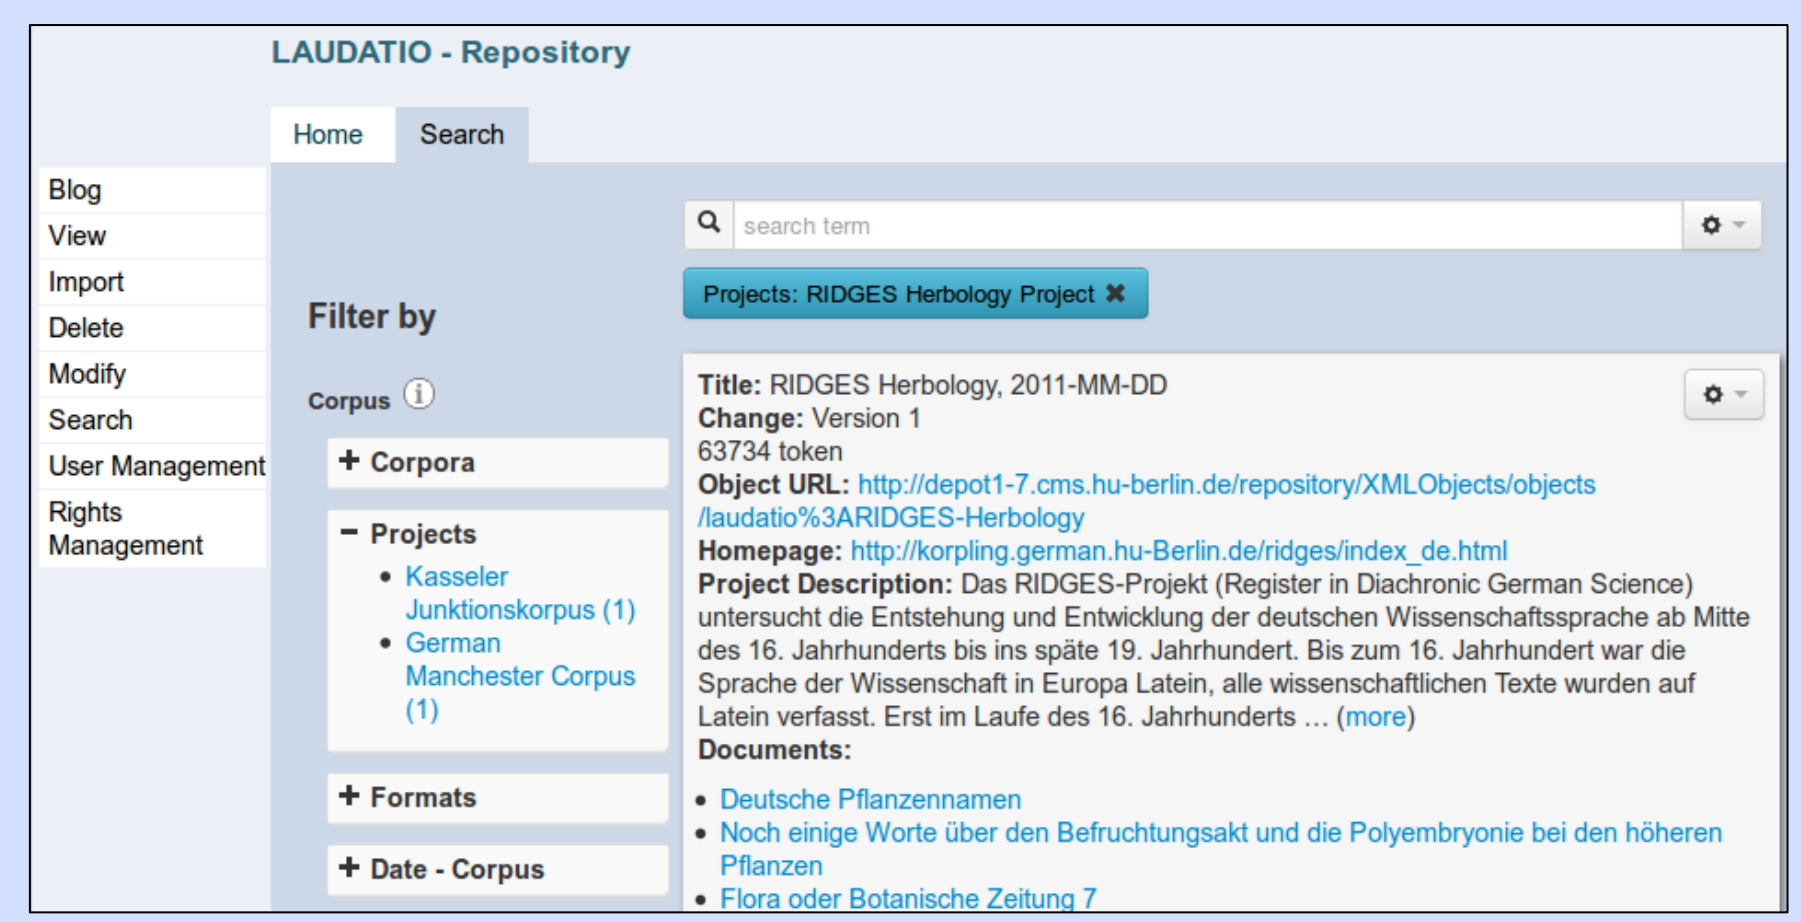 LAUDATIO - Repository
Home
Search
Blog
View
Import
Delete
Modify
Search
User Management
Rights
Management
search term
Projects: RIDGES Herbology Project ✖
Filter by
Corpus i
+ Corpora
− Projects
• Kasseler
Junktionskorpus (1)
• German
Manchester Corpus
(1)
+ Formats
+ Date - Corpus
Title: RIDGES Herbology, 2011-MM-DD
Change: Version 1
63734 token
Object URL: http://depot1-7.cms.hu-berlin.de/repository/XMLObjects/objects
/laudatio%3ARIDGES-Herbology
Homepage: http://korpling.german.hu-Berlin.de/ridges/index_de.html
Project Description: Das RIDGES-Projekt (Register in Diachronic German Science)
untersucht die Entstehung und Entwicklung der deutschen Wissenschaftssprache ab Mitte
des 16. Jahrhunderts bis ins späte 19. Jahrhundert. Bis zum 16. Jahrhundert war die
Sprache der Wissenschaft in Europa Latein, alle wissenschaftlichen Texte wurden auf
Latein verfasst. Erst im Laufe des 16. Jahrhunderts … (more)
Documents:
• Deutsche Pflanzennamen
• Noch einige Worte über den Befruchtungsakt und die Polyembryonie bei den höheren
Pflanzen
• Flora oder Botanische Zeitung 7